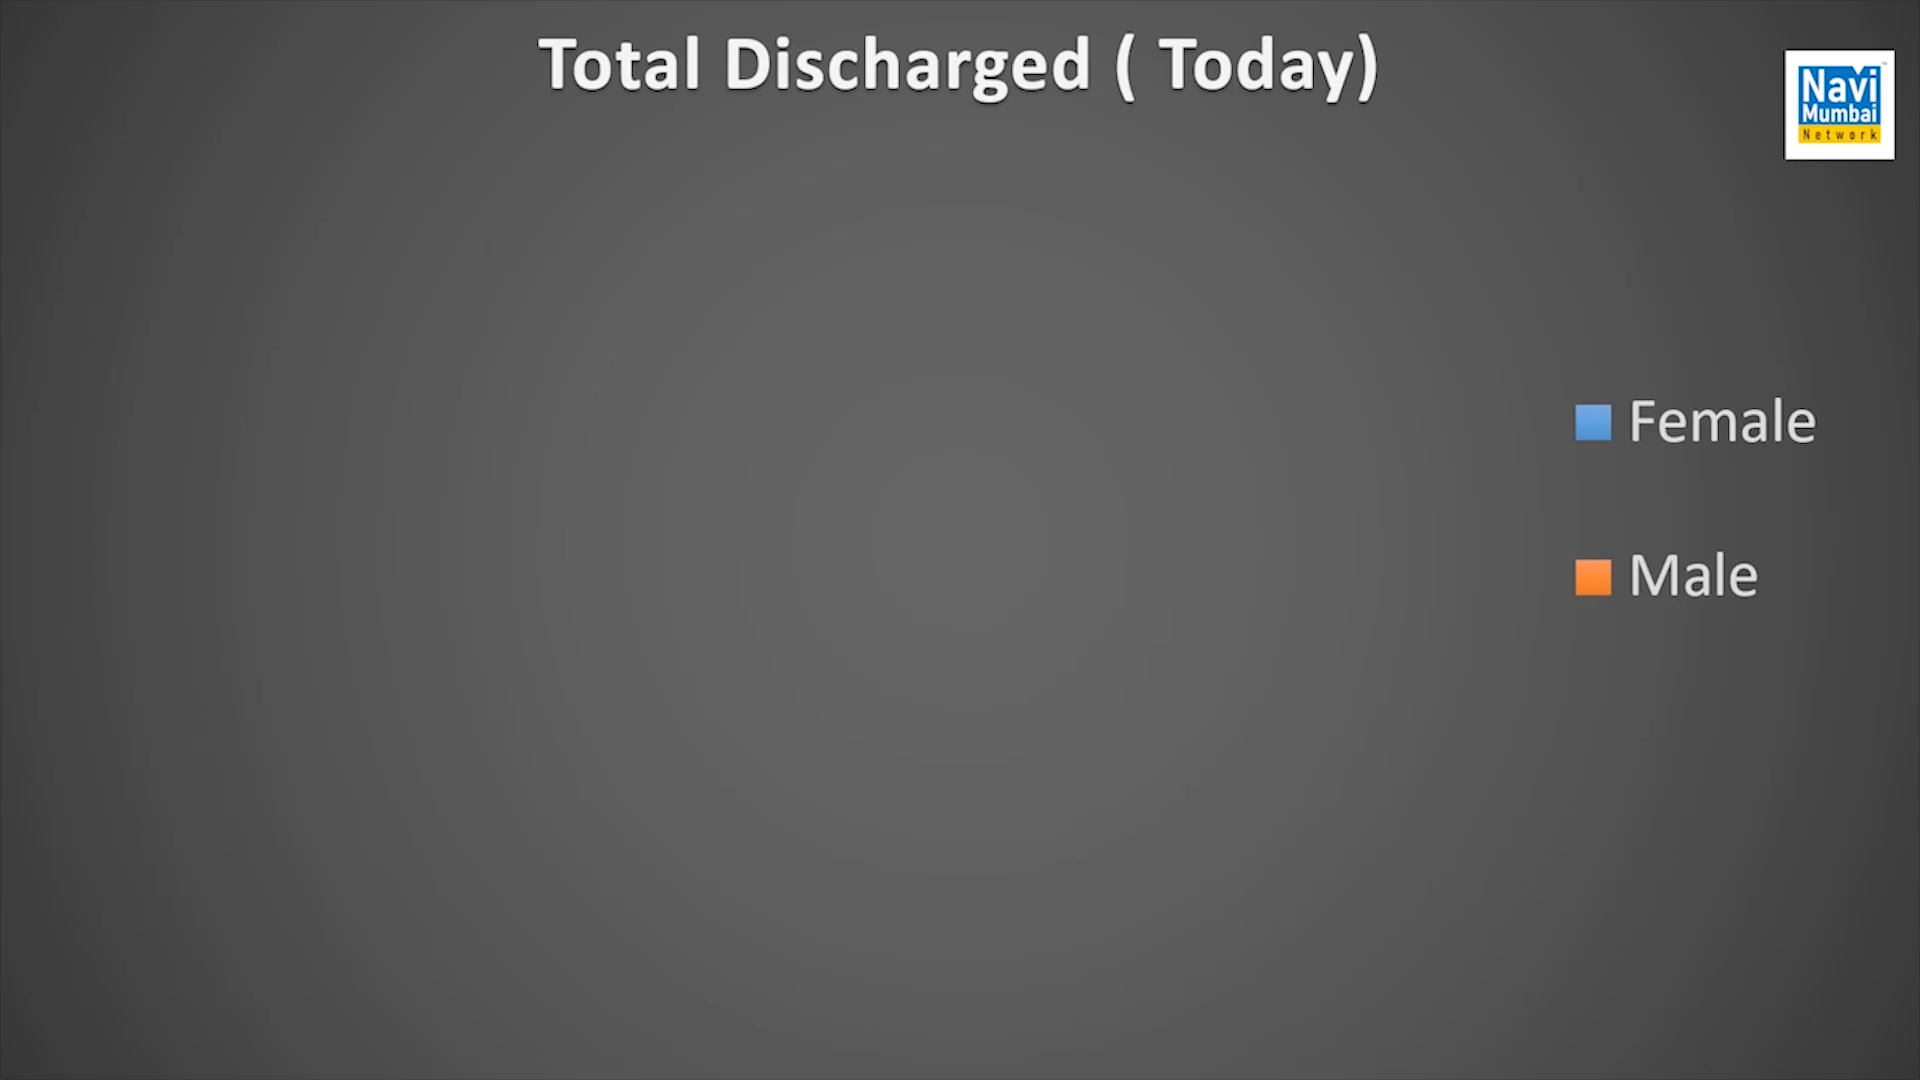 Total Discharged ( Today)
Navi
Mumbai
Network
Female
Male